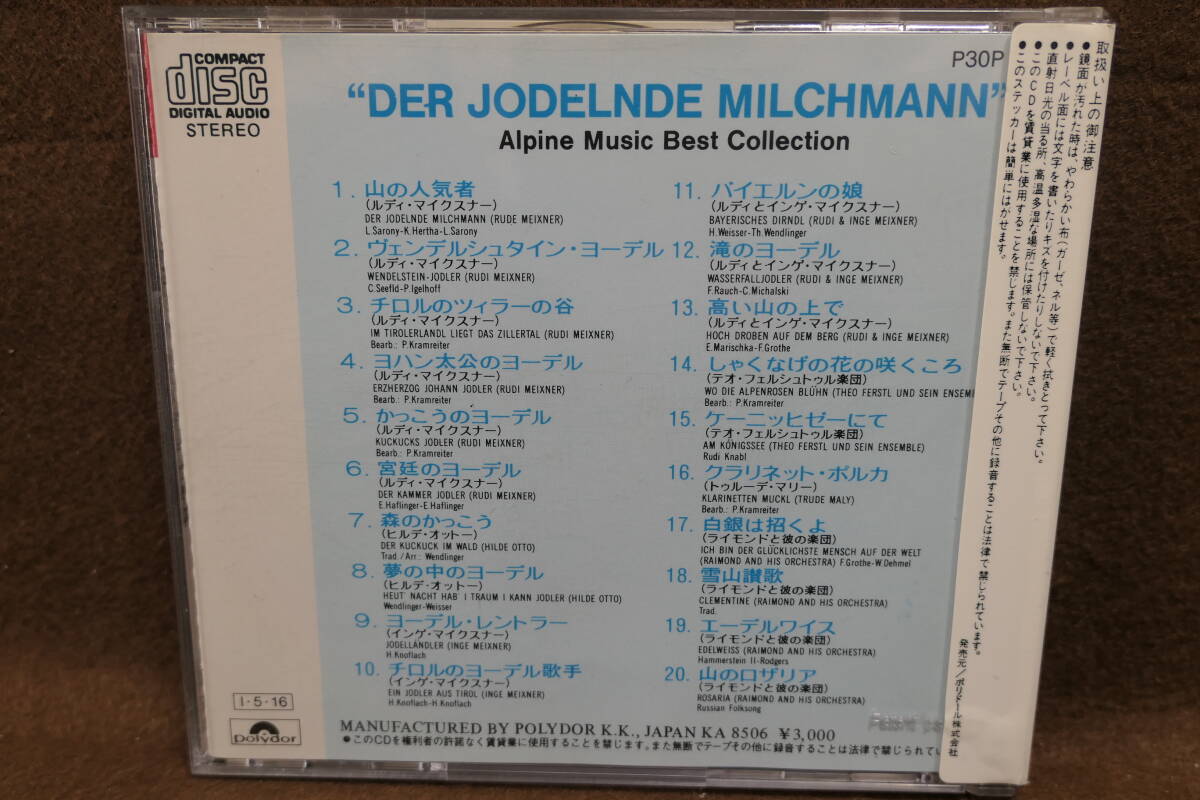 COMPACT
disc
DIGITAL AUDIO
STEREO
P30P
“DER JODELNDE MILCHMANN”
Alpine Music Best Collection
1. 山の人気者
(ルディ・マイクスナー)
DER JODELNDE MILCHMANN (RUDE MEIXNER)
L.Sarony-K.Hertha-L.Sarony
2. ヴェンデルシュタイン・ヨーデル
(ルディ・マイクスナー)
WENDELSTEIN-JODLER (RUDI MEIXNER)
C.Seefld-P.Igelhoff
3. チロルのツィラーの谷
(ルディ・マイクスナー)
IM TIROLERLANDL LIEGT DAS ZILLERTAL (RUDI MEIXNER)
Bearb.: P.Kramreiter
4. ヨハン太公のヨーデル
(ルディ・マイクスナー)
ERZHERZOG JOHANN JODLER (RUDI MEIXNER)
Bearb.: P.Kramreiter
5. かっこうのヨーデル
(ルディ・マイクスナー)
KUCKUCKS JODLER (RUDI MEIXNER)
Bearb.: P.Kramreiter
6. 宮廷のヨーデル
(ルディ・マイクスナー)
DER KAMMER JODLER (RUDI MEIXNER)
E.Haflinger-E.Haflinger
7. 森のかっこう
(ヒルデ・オットー)
DER KUCKUCK IM WALD (HILDE OTTO)
Trad./Arr.: Wendlinger
8. 夢の中のヨーデル
(ヒルデ・オットー)
HEUT' NACHT HAB' I TRAUM I KANN JODLER (HILDE OTTO)
Wendlinger-Weisser
9. ヨーデル・レントラー
(インゲ・マイクスナー)
JODELLÄNDLER (INGE MEIXNER)
H.Knoflach
10. チロルのヨーデル歌手
(インゲ・マイクスナー)
EIN JODLER AUS TIROL (INGE MEIXNER)
H.Knoflach-H.Knoflach
11. バイエルンの娘
(ルディとインゲ・マイクスナー)
BAYERISCHES DIRNDL (RUDI & INGE MEIXNER)
H.Weisser-Th.Wendlinger
12. 滝のヨーデル
(ルディとインゲ・マイクスナー)
WASSERFALLJODLER (RUDI & INGE MEIXNER)
F.Rauch-C.Michalski
13. 高い山の上で
(ルディとインゲ・マイクスナー)
HOCH DROBEN AUF DEM BERG (RUDI & INGE MEIXNER)
E.Marischka-F.Grothe
14. しゃくなげの花の咲くころ
(テオ・フェルシュトゥル楽団)
WO DIE ALPENROSEN BLÜHN (THEO FERSTL UND SEIN ENSEM
Bearb.: P.Kramreiter
15. ケーニッヒゼーにて
(テオ・フェルシュトゥル楽団)
AM KÖNIGSSEE (THEO FERSTL UND SEIN ENSEMBLE)
Rudi Knabl
16. クラリネット・ポルカ
(トゥルーデ・マリー)
KLARINETTEN MUCKL (TRUDE MALY)
Bearb.: P.Kramreiter
17. 白銀は招くよ
(ライモンドと彼の楽団)
ICH BIN DER GLÜCKLICHSTE MENSCH AUF DER WELT
(RAIMOND AND HIS ORCHESTRA) F.Grothe-W.Dehmel
18. 雪山讃歌
(ライモンドと彼の楽団)
CLEMENTINE (RAIMOND AND HIS ORCHESTRA)
Trad.
19. エーデルワイス
(ライモンドと彼の楽団)
EDELWEISS (RAIMOND AND HIS ORCHESTRA)
Hammerstein II-Rodgers
20. 山のロザリア
(ライモンドと彼の楽団)
ROSARIA (RAIMOND AND HIS ORCHESTRA)
Russian Folksong
I・5・16
polydor
MANUFACTURED BY POLYDOR K.K., JAPAN KA 8506 ¥3,000
●このCDを権利者の許諾なく賃貸業に使用することを禁じます。また無断でテープその他に録音することは法律で禁じられてい
取扱い上の御注意
●鏡面が汚れた時は、やわらかい布(ガーゼ、ネル等)で軽く拭きとって下さい。
●レーベル面には文字を書いたりキズを付けたりしないで下さい。
●直射日光の当る所、高温多湿な場所には保管しないで下さい。
●このCDを賃貸業に使用することを禁じます。また無断でテープその他に録音することは法律で禁じられています。
●このステッカーは簡単にはがせます。
発売元/ポリドール株式会社